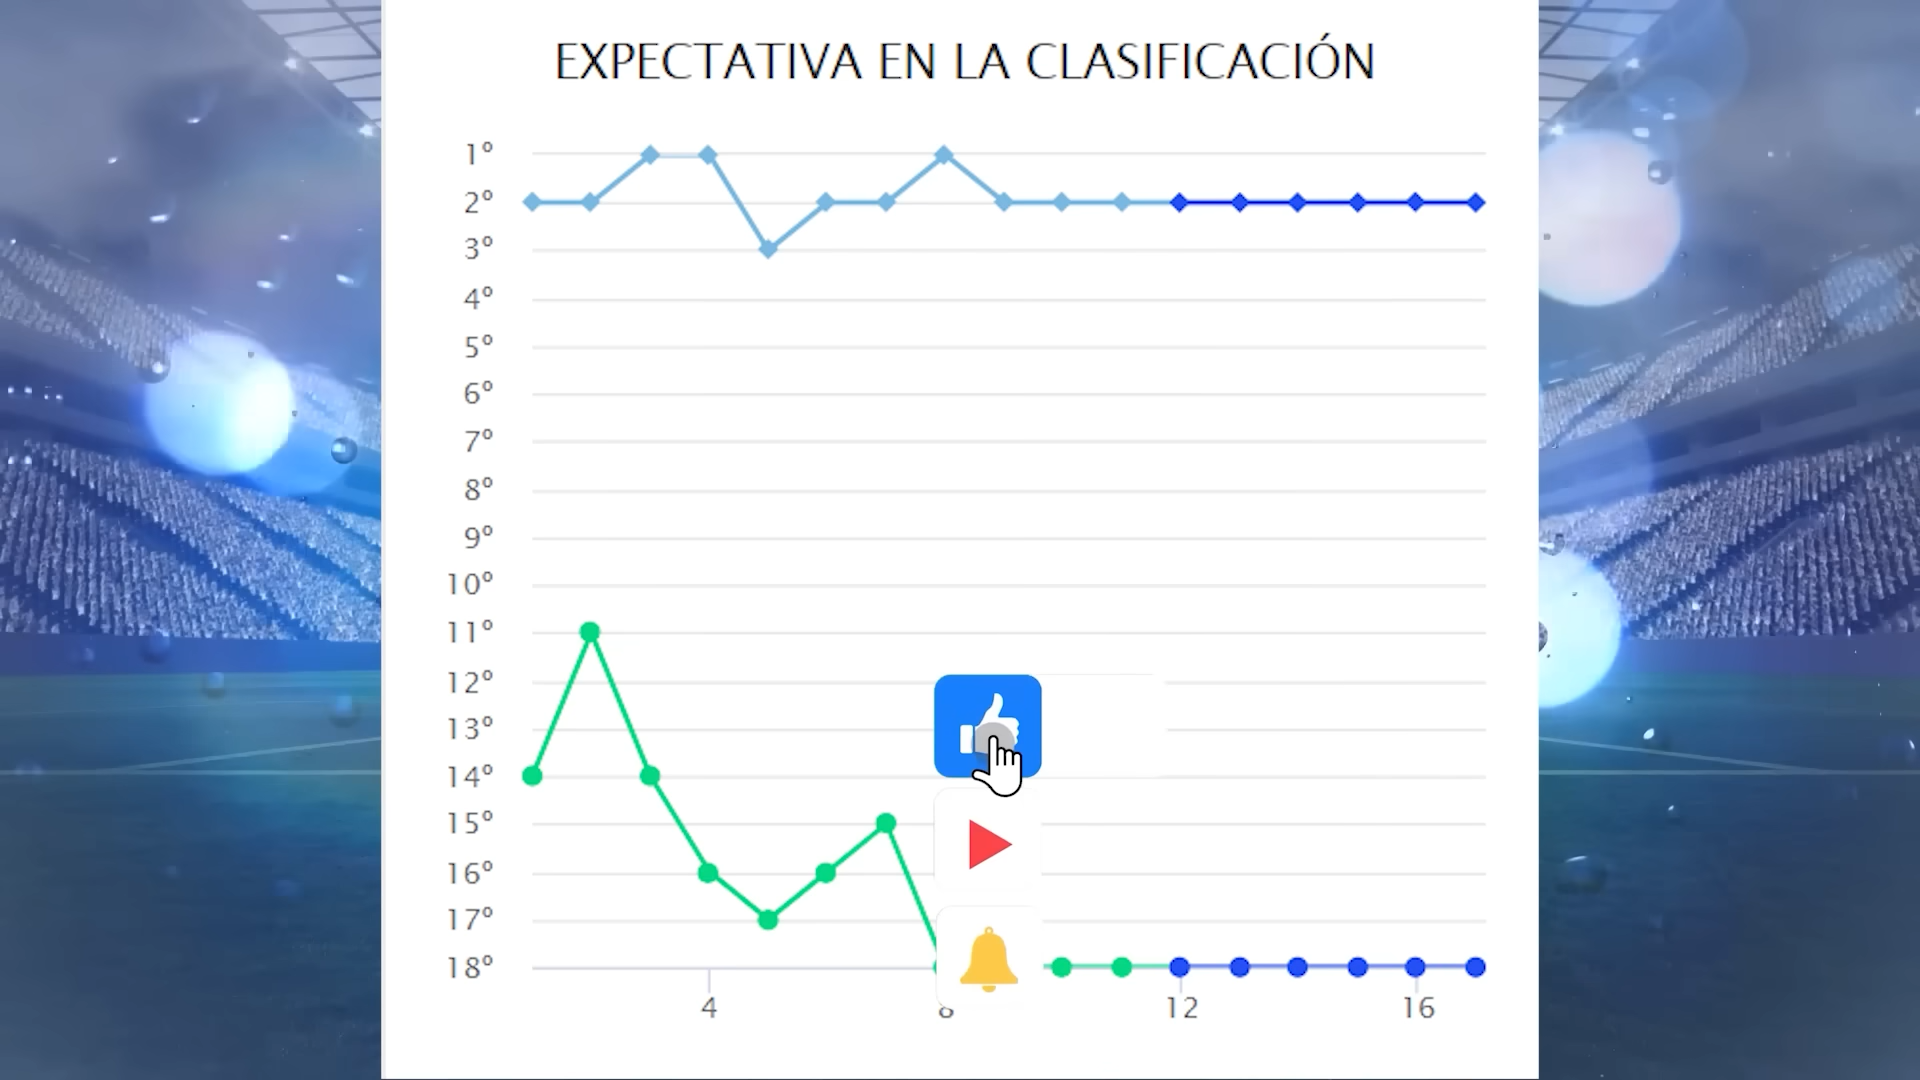 EXPECTATIVA EN LA CLASIFICACIÓN
1º
2º
3º
4º
5º
6º
7º
8º
9º
10º
11º
12º
13º
14º
15º
16º
17º
18º
4 8 12 16